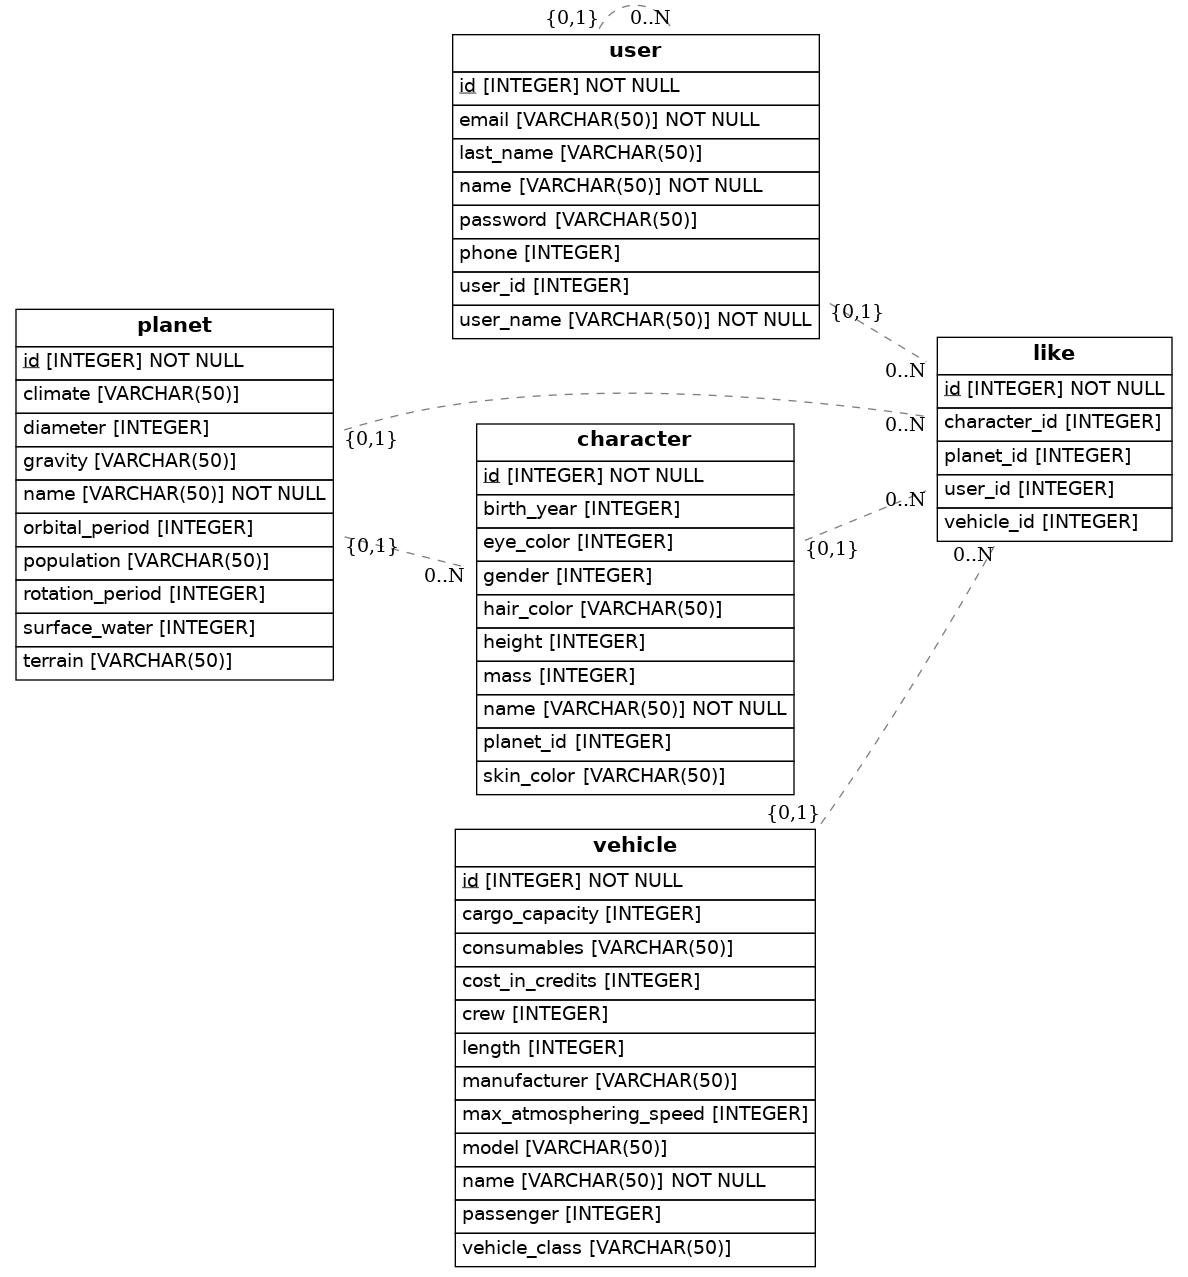 {0,1}
0..N
user
id [INTEGER] NOT NULL
email [VARCHAR(50)] NOT NULL
last_name [VARCHAR(50)]
name [VARCHAR(50)] NOT NULL
password [VARCHAR(50)]
phone [INTEGER]
user_id [INTEGER]
user_name [VARCHAR(50)] NOT NULL
{0,1}
0..N
planet
id [INTEGER] NOT NULL
climate [VARCHAR(50)]
diameter [INTEGER]
gravity [VARCHAR(50)]
name [VARCHAR(50)] NOT NULL
orbital_period [INTEGER]
population [VARCHAR(50)]
rotation_period [INTEGER]
surface_water [INTEGER]
terrain [VARCHAR(50)]
{0,1}
0..N
{0,1}
0..N
like
id [INTEGER] NOT NULL
character_id [INTEGER]
planet_id [INTEGER]
user_id [INTEGER]
vehicle_id [INTEGER]
character
id [INTEGER] NOT NULL
birth_year [INTEGER]
eye_color [INTEGER]
gender [INTEGER]
hair_color [VARCHAR(50)]
height [INTEGER]
mass [INTEGER]
name [VARCHAR(50)] NOT NULL
planet_id [INTEGER]
skin_color [VARCHAR(50)]
0..N
{0,1}
0..N
{0,1}
vehicle
id [INTEGER] NOT NULL
cargo_capacity [INTEGER]
consumables [VARCHAR(50)]
cost_in_credits [INTEGER]
crew [INTEGER]
length [INTEGER]
manufacturer [VARCHAR(50)]
max_atmosphering_speed [INTEGER]
model [VARCHAR(50)]
name [VARCHAR(50)] NOT NULL
passenger [INTEGER]
vehicle_class [VARCHAR(50)]